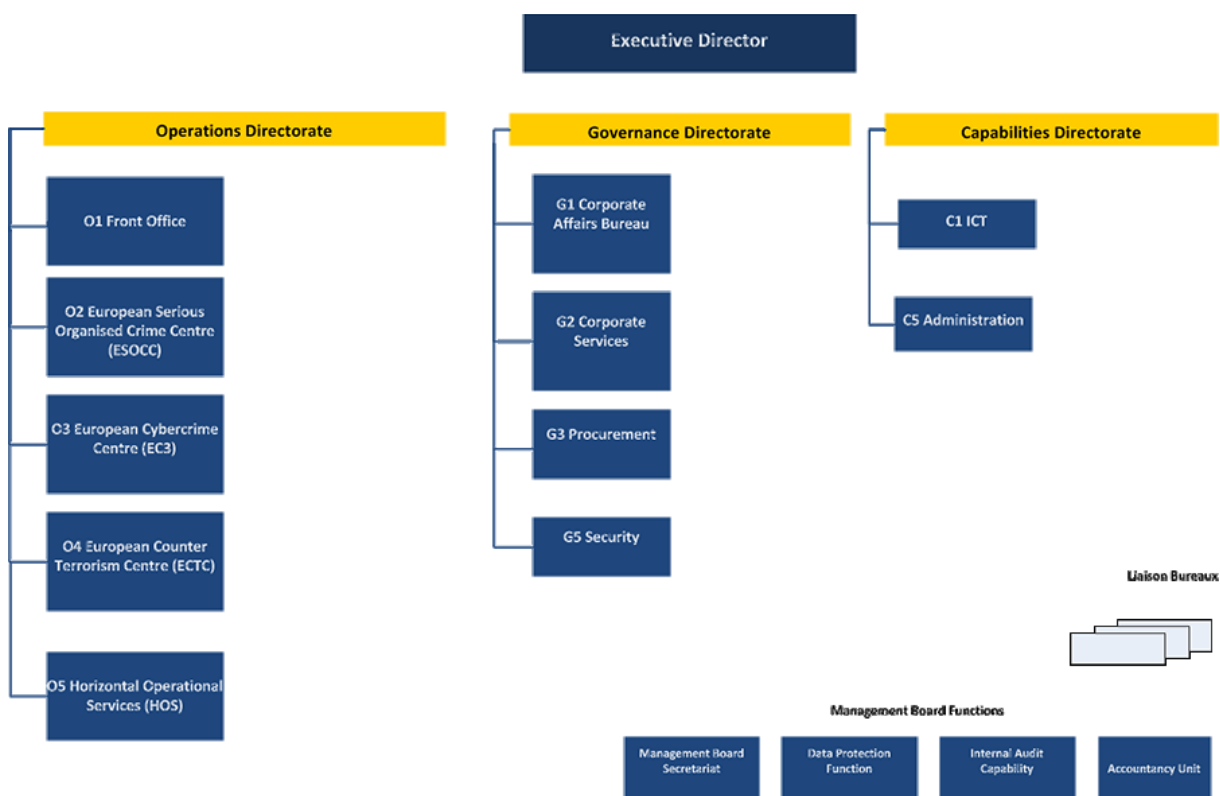 Executive Director
Operations Directorate
O1 Front Office
O2 European Serious
Organised Crime Centre
(ESOCC)
O3 European Cybercrime
Centre (EC3)
O4 European Counter
Terrorism Centre (ECTC)
O5 Horizontal Operational
Services (HOS)
Governance Directorate
G1 Corporate
Affairs Bureau
G2 Corporate
Services
G3 Procurement
G5 Security
Capabilities Directorate
C1 ICT
C5 Administration
Liaison Bureaux
Management Board Functions
Management Board
Secretariat
Data Protection
Function
Internal Audit
Capability
Accountancy Unit